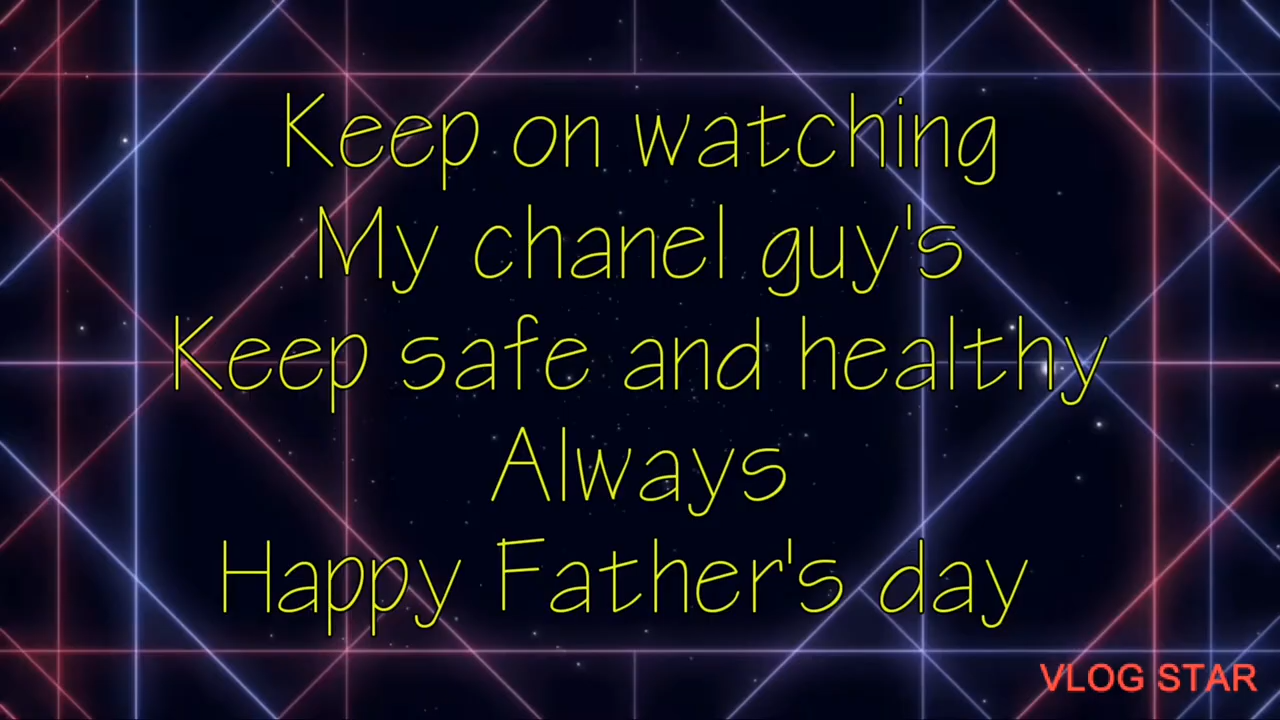 Keep on watching
My chanel guy's
Keep safe and healthy
Always
Happy Father's day
VLOG STAR